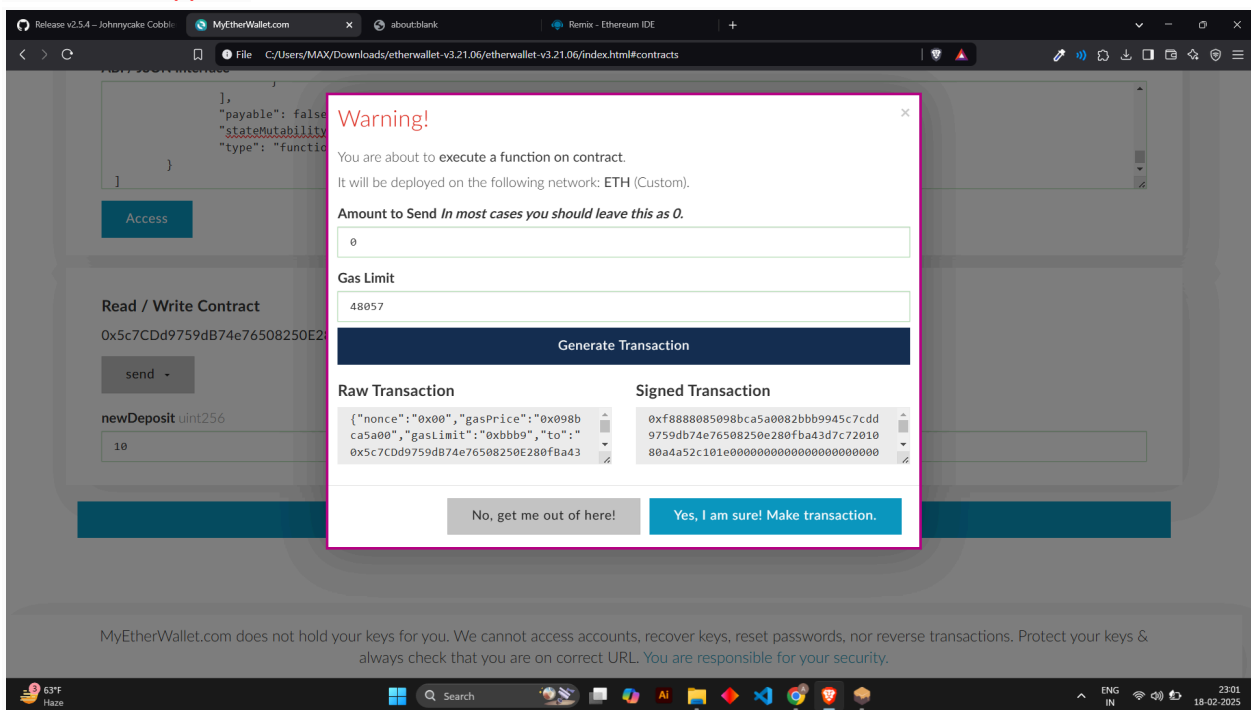 Release v2.5.4 – Johnnycake Cobble
MyEtherWallet.com
about:blank
Remix - Ethereum IDE
File C:/Users/MAX/Downloads/etherwallet-v3.21.06/etherwallet-v3.21.06/index.html#contracts
],
"payable": false
"stateMutability
"type": "functio
}
]
Access
Read / Write Contract
0x5c7CDd9759dB74e76508250E28
send
newDeposit uint256
10
Warning!
×
You are about to execute a function on contract.
It will be deployed on the following network: ETH (Custom).
Amount to Send In most cases you should leave this as 0.
0
Gas Limit
48057
Generate Transaction
Raw Transaction
{"nonce":"0x00","gasPrice":"0x098b
ca5a00","gasLimit":"0xbbb9","to":"
0x5c7CDd9759dB74e76508250E280fBa43
Signed Transaction
0xf8888085098bca5a0082bbb9945c7cdd
9759db74e76508250e280fba43d7c72010
80a4a52c101e0000000000000000000000
No, get me out of here!
Yes, I am sure! Make transaction.
MyEtherWallet.com does not hold your keys for you. We cannot access accounts, recover keys, reset passwords, nor reverse transactions. Protect your keys &
always check that you are on correct URL. You are responsible for your security.
3
63°F
Haze
Search
Ai
ENG
IN
23:01
18-02-2025